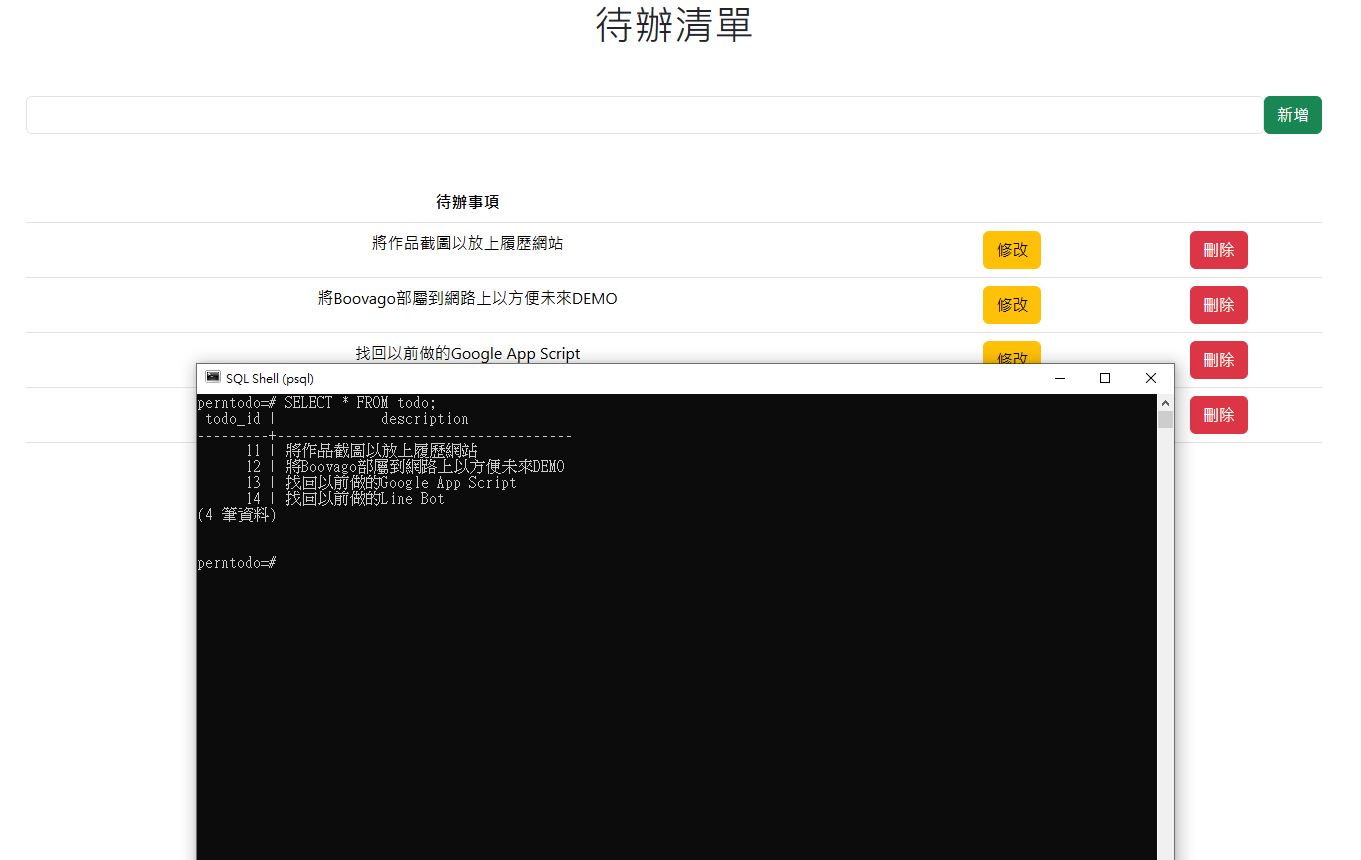 待辦清單
新增
待辦事項
將作品截圖以放上履歷網站 修改 刪除
將Boovago部屬到網路上以方便未來DEMO 修改 刪除
找回以前做的Google App Script 修改 刪除
刪除
SQL Shell (psql)
perntodo=# SELECT * FROM todo;
todo_id | description
---------+-------------------------------------
11 | 將作品截圖以放上履歷網站
12 | 將Boovago部屬到網路上以方便未來DEMO
13 | 找回以前做的Google App Script
14 | 找回以前做的Line Bot
(4 筆資料)
perntodo=#